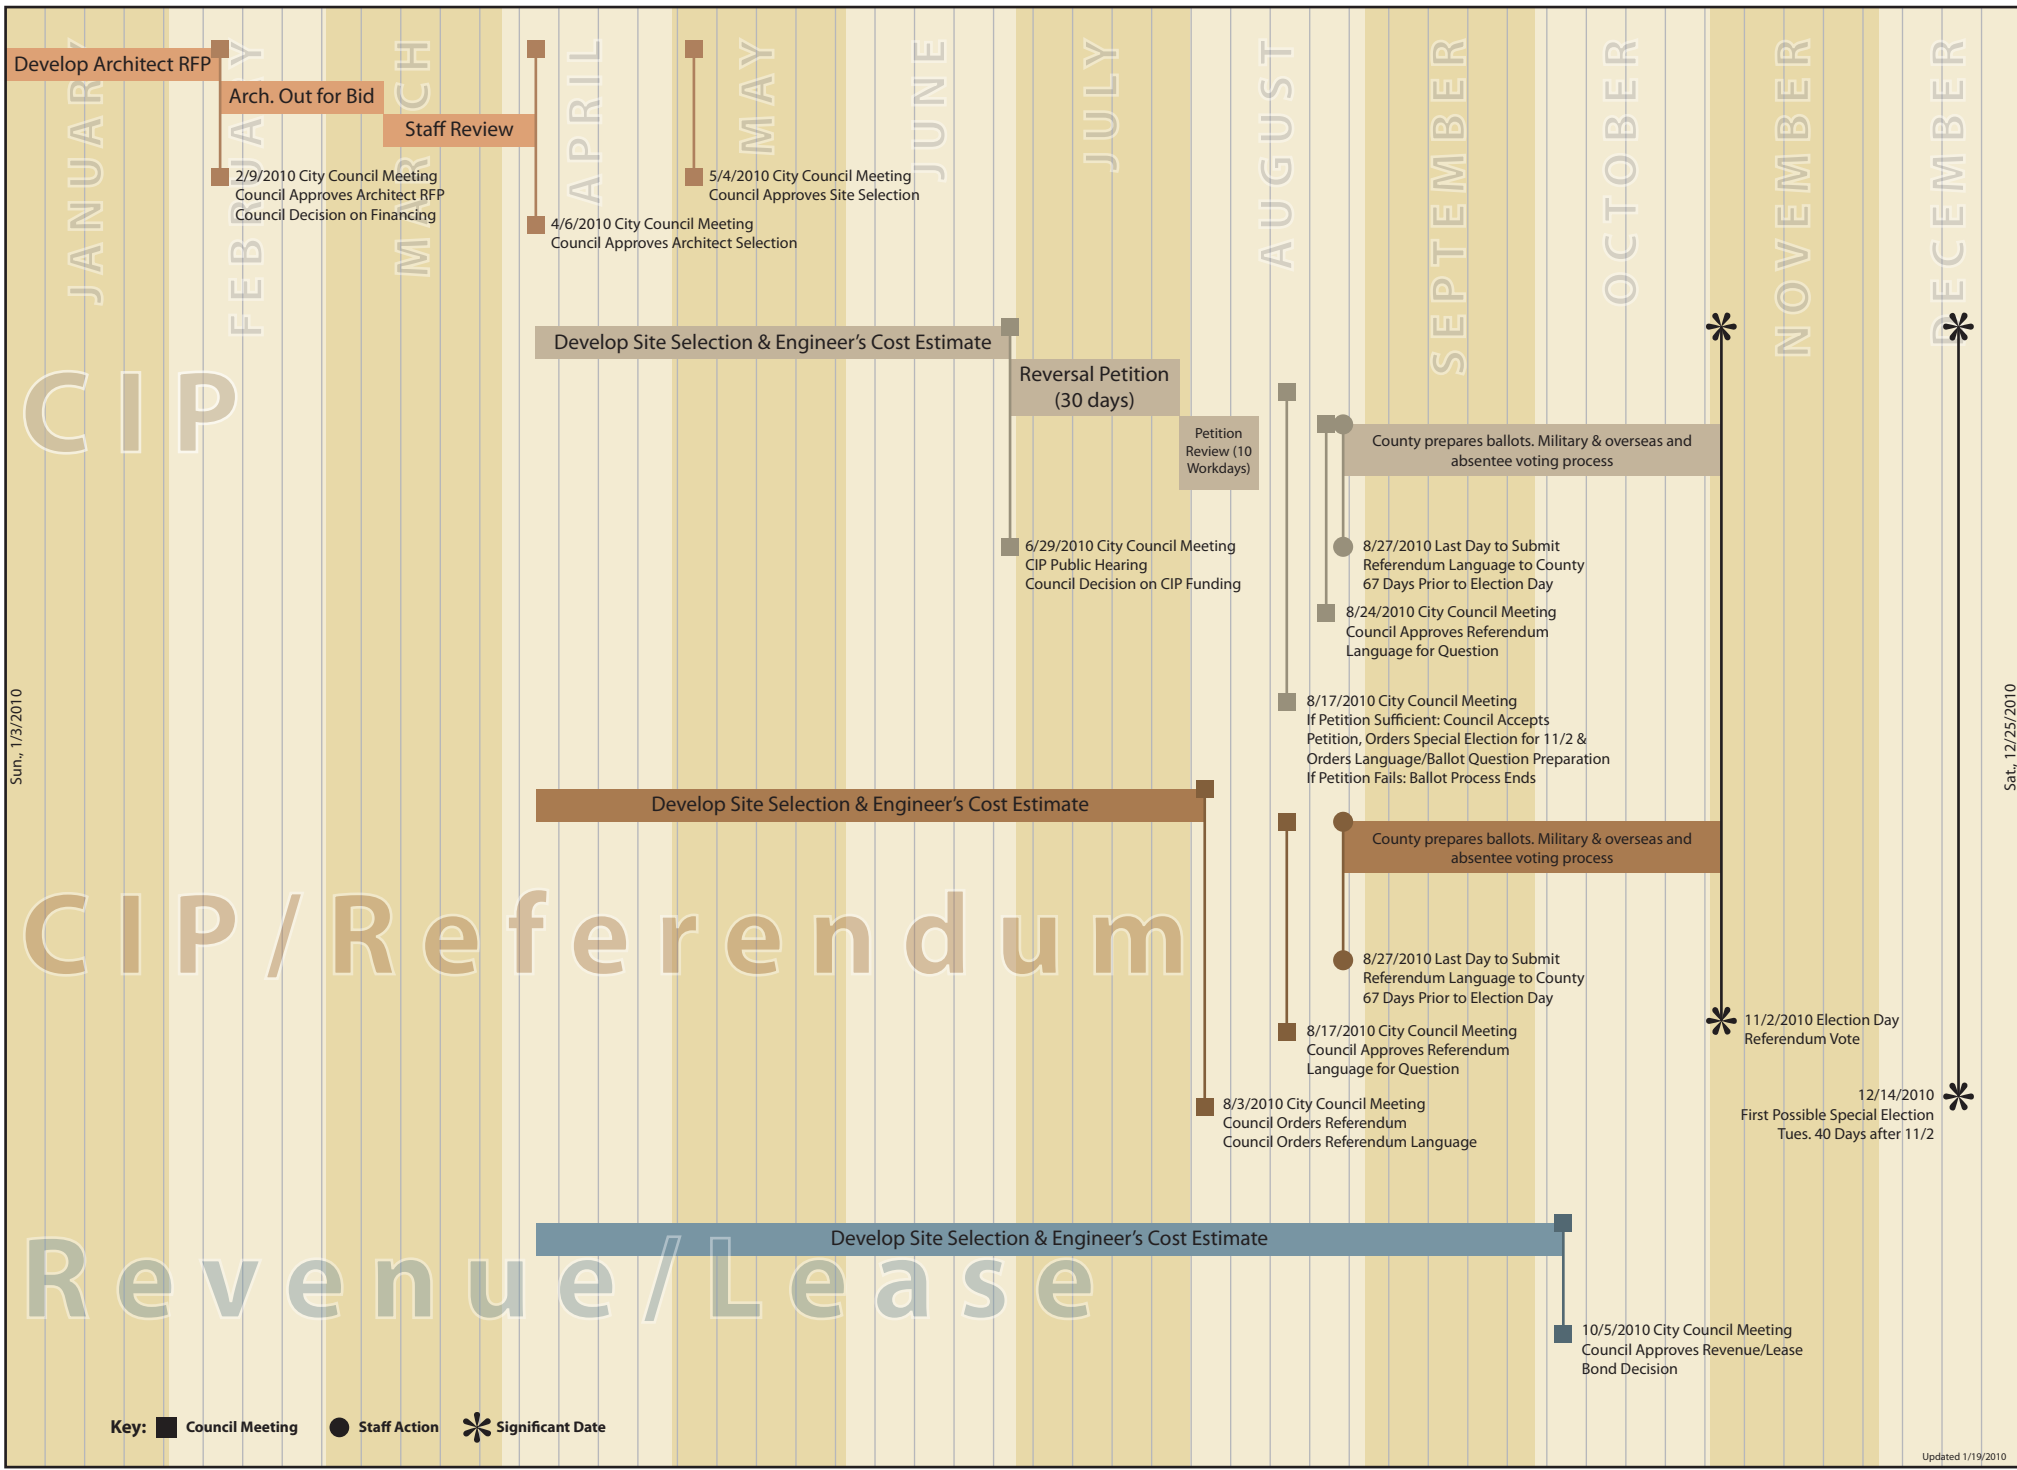 JANUARY
FEBRUARY
MARCH
APRIL
MAY
JUNE
JULY
AUGUST
SEPTEMBER
OCTOBER
NOVEMBER
DECEMBER
Develop Architect RFP
Arch. Out for Bid
Staff Review
2/9/2010 City Council Meeting
Council Approves Architect RFP
Council Decision on Financing
4/6/2010 City Council Meeting
Council Approves Architect Selection
5/4/2010 City Council Meeting
Council Approves Site Selection
CIP
Develop Site Selection & Engineer's Cost Estimate
Reversal Petition
(30 days)
Petition
Review (10
Workdays)
County prepares ballots. Military & overseas and
absentee voting process
6/29/2010 City Council Meeting
CIP Public Hearing
Council Decision on CIP Funding
8/27/2010 Last Day to Submit
Referendum Language to County
67 Days Prior to Election Day
8/24/2010 City Council Meeting
Council Approves Referendum
Language for Question
8/17/2010 City Council Meeting
If Petition Sufficient: Council Accepts
Petition, Orders Special Election for 11/2 &
Orders Language/Ballot Question Preparation
If Petition Fails: Ballot Process Ends
Sun., 1/3/2010
Sat., 12/25/2010
CIP/Referendum
Develop Site Selection & Engineer's Cost Estimate
County prepares ballots. Military & overseas and
absentee voting process
8/27/2010 Last Day to Submit
Referendum Language to County
67 Days Prior to Election Day
8/17/2010 City Council Meeting
Council Approves Referendum
Language for Question
8/3/2010 City Council Meeting
Council Orders Referendum
Council Orders Referendum Language
11/2/2010 Election Day
Referendum Vote
12/14/2010
First Possible Special Election
Tues. 40 Days after 11/2
Revenue/Lease
Develop Site Selection & Engineer's Cost Estimate
10/5/2010 City Council Meeting
Council Approves Revenue/Lease
Bond Decision
Key: Council Meeting Staff Action Significant Date
Updated 1/19/2010